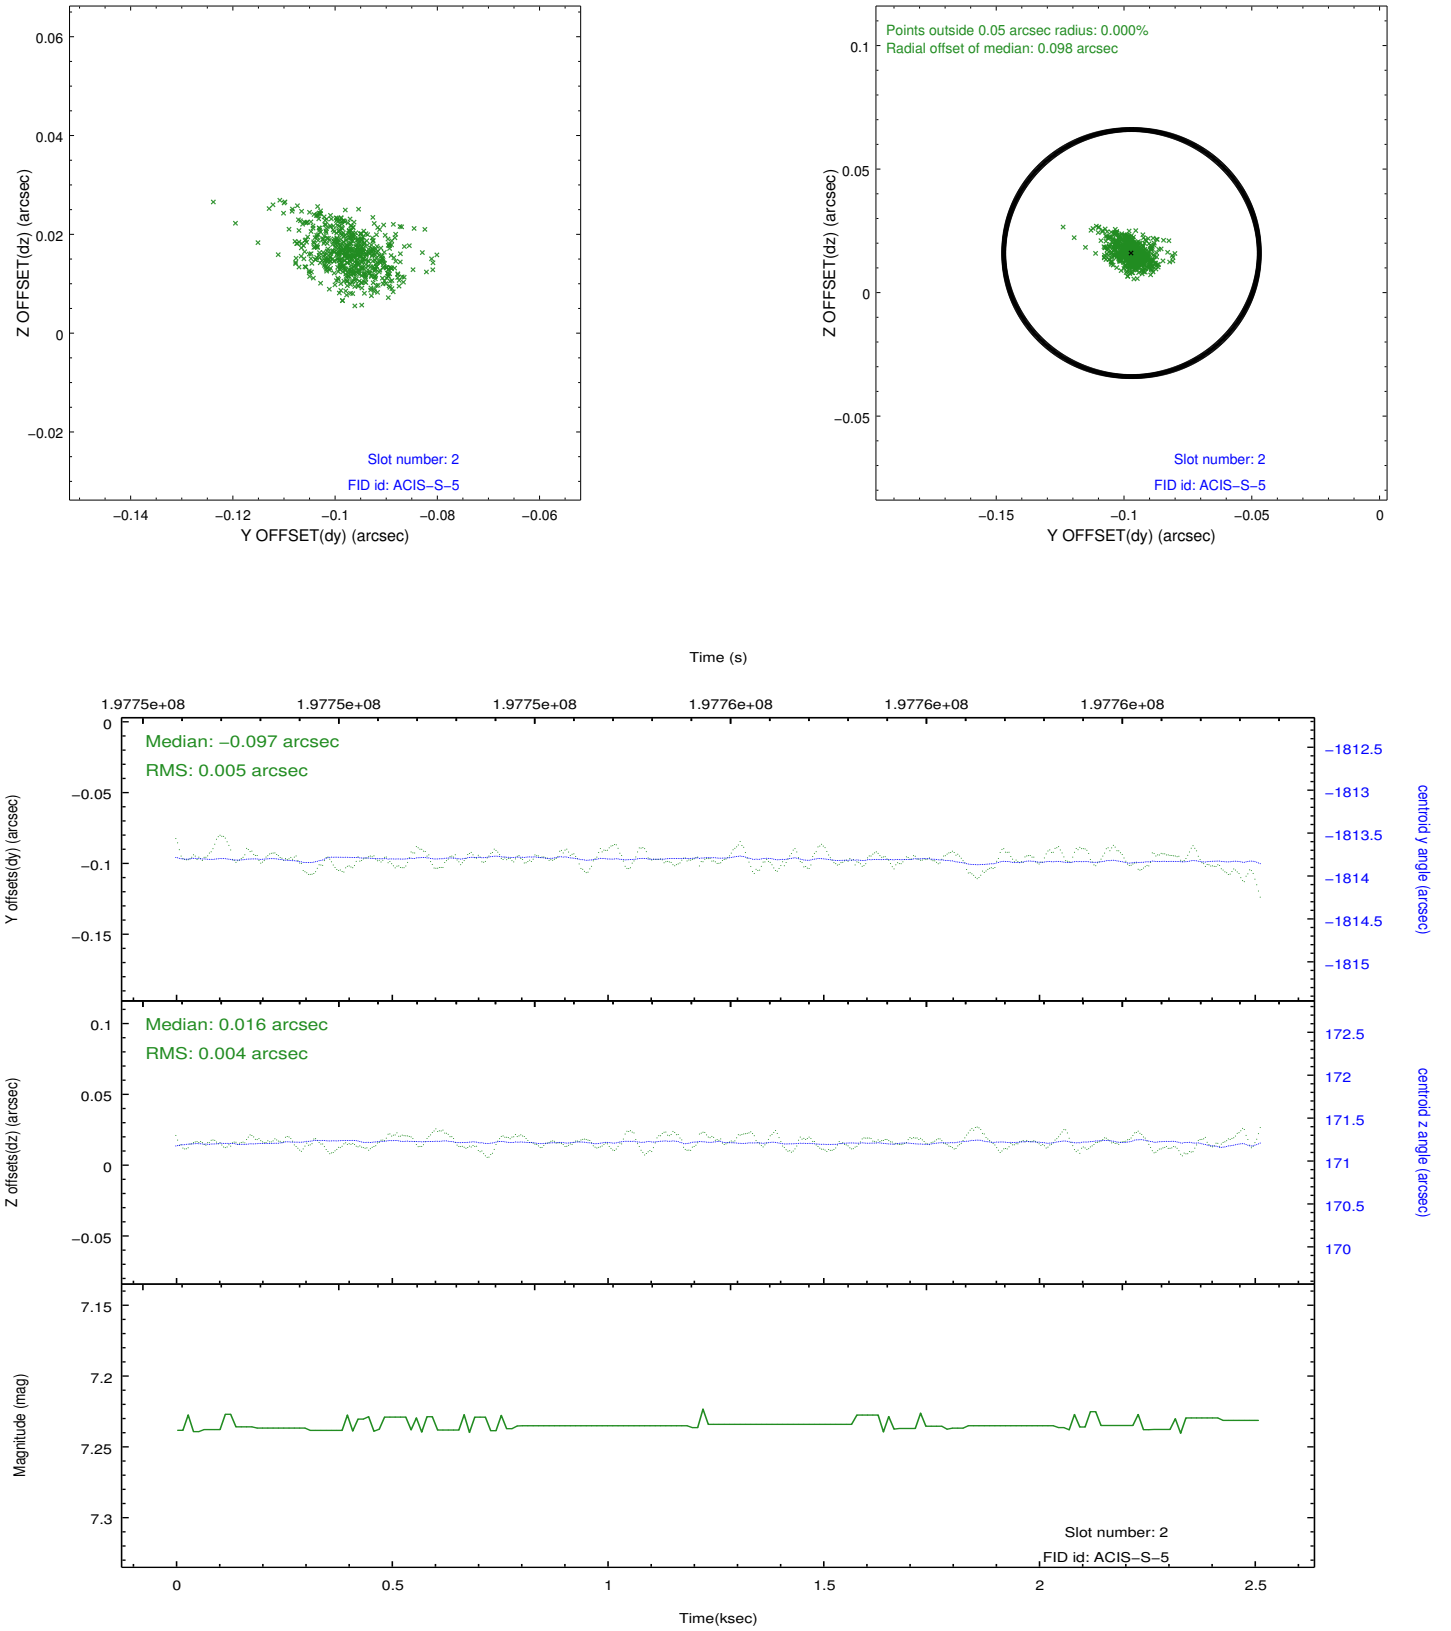 0.06
0.04
0.02
0
−0.02
Z OFFSET(dz) (arcsec)
Slot number: 2
FID id: ACIS−S−5
−0.14
−0.12
−0.1
−0.08
−0.06
Y OFFSET(dy) (arcsec)
Points outside 0.05 arcsec radius: 0.000%
Radial offset of median: 0.098 arcsec
0.1
0.05
0
−0.05
Z OFFSET(dz) (arcsec)
Slot number: 2
FID id: ACIS−S−5
−0.15
−0.1
−0.05
0
Y OFFSET(dy) (arcsec)
Time (s)
1.9775e+08
1.9775e+08
1.9775e+08
1.9776e+08
1.9776e+08
1.9776e+08
Median: −0.097 arcsec
RMS: 0.005 arcsec
0
−0.05
−0.1
−0.15
Y offsets(dy) (arcsec)
−1812.5
−1813
−1813.5
−1814
−1814.5
−1815
centroid y angle (arcsec)
Median: 0.016 arcsec
RMS: 0.004 arcsec
0.1
0.05
0
−0.05
Z offsets(dz) (arcsec)
172.5
172
171.5
171
170.5
170
centroid z angle (arcsec)
7.15
7.2
7.25
7.3
Magnitude (mag)
Slot number: 2
FID id: ACIS−S−5
0
0.5
1
1.5
2
2.5
Time(ksec)